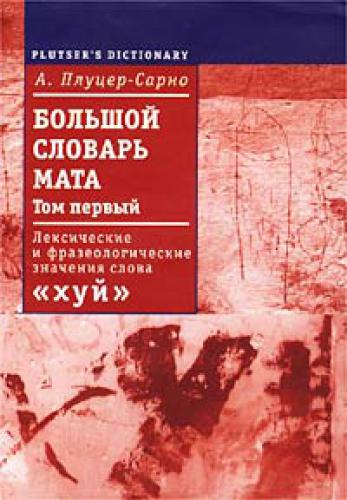 PLUTSER'S DICTIONARY
А. Плуцер-Сарно
БОЛЬШОЙ
СЛОВАРЬ
МАТА
Том первый
Лексические
и фразеологические
значения слова
«хуй»